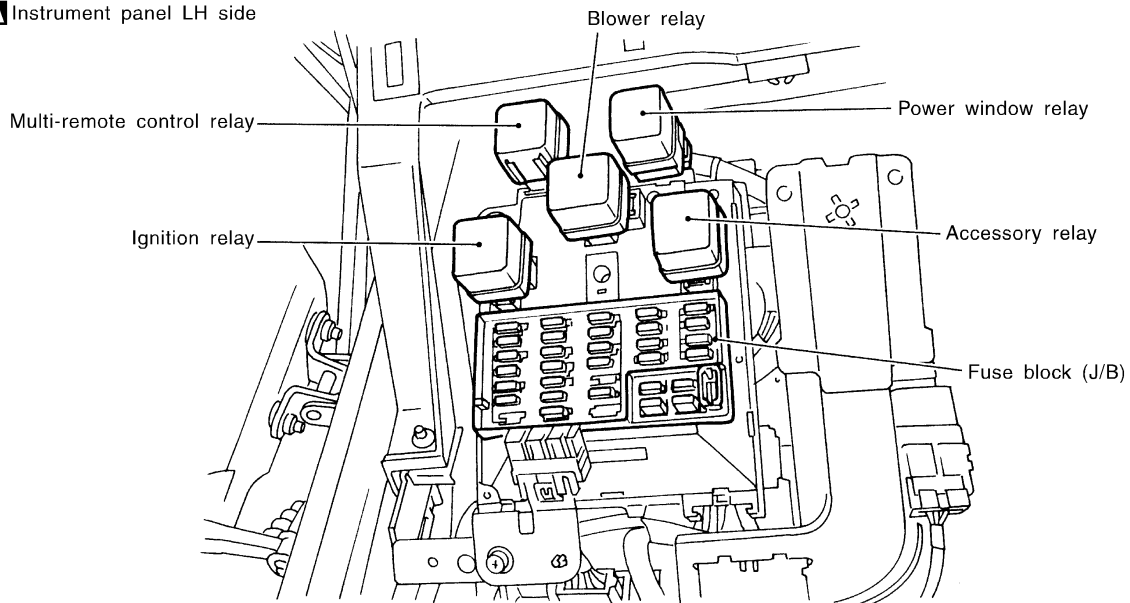 A Instrument panel LH side
Blower relay
Multi-remote control relay
Power window relay
Ignition relay
Accessory relay
Fuse block (J/B)